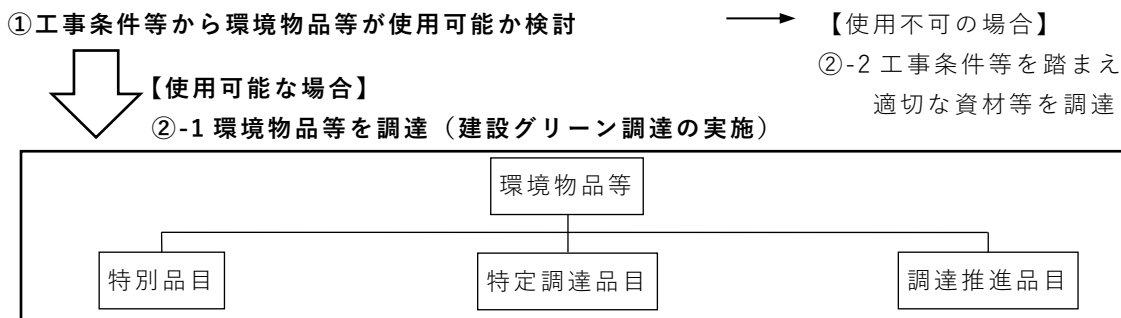 ①工事条件等から環境物品等が使用可能か検討
【使用不可の場合】
②-2 工事条件等を踏まえ
適切な資材等を調達
【使用可能な場合】
②-1 環境物品等を調達（建設グリーン調達の実施）
環境物品等
特別品目
特定調達品目
調達推進品目